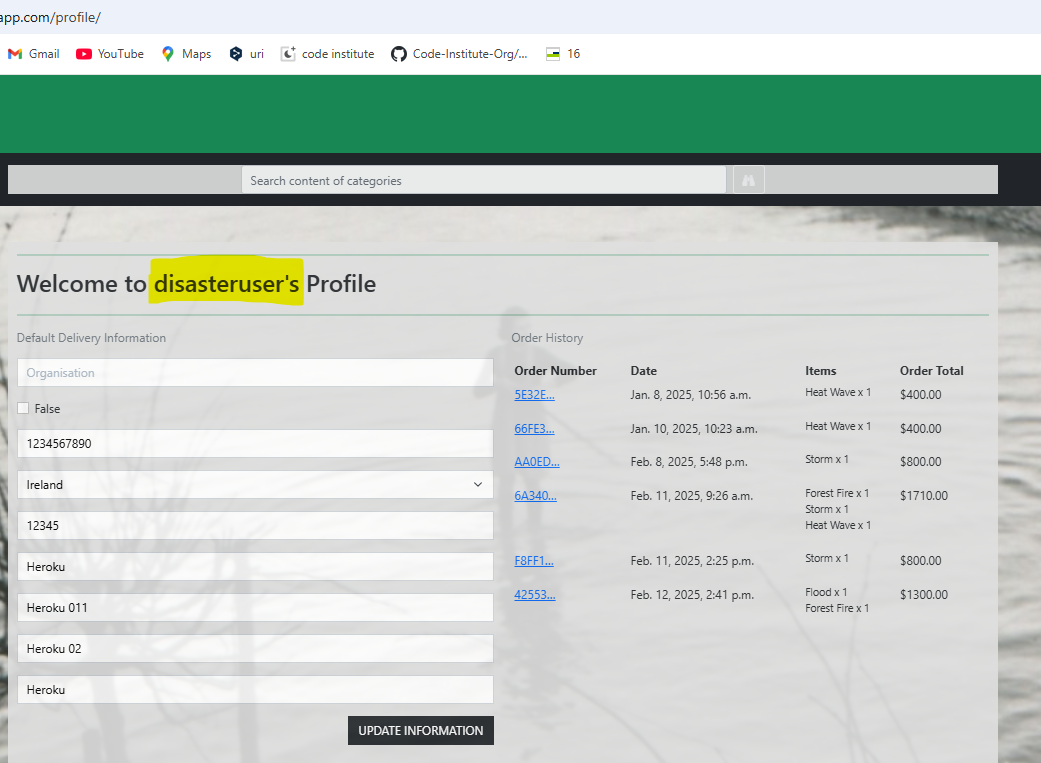 app.com/profile/
Gmail YouTube Maps uri code institute Code-Institute-Org/... 16
Search content of categories
Welcome to disasteruser's Profile
Default Delivery Information
Organisation
False
1234567890
Ireland
12345
Heroku
Heroku 011
Heroku 02
Heroku
UPDATE INFORMATION
Order History
Order Number Date Items Order Total
5E32E... Jan. 8, 2025, 10:56 a.m. Heat Wave x 1 $400.00
66FE3... Jan. 10, 2025, 10:23 a.m. Heat Wave x 1 $400.00
AA0ED... Feb. 8, 2025, 5:48 p.m. Storm x 1 $800.00
6A340... Feb. 11, 2025, 9:26 a.m. Forest Fire x 1 $1710.00
Storm x 1
Heat Wave x 1
F8FF1... Feb. 11, 2025, 2:25 p.m. Storm x 1 $800.00
42553... Feb. 12, 2025, 2:41 p.m. Flood x 1 $1300.00
Forest Fire x 1